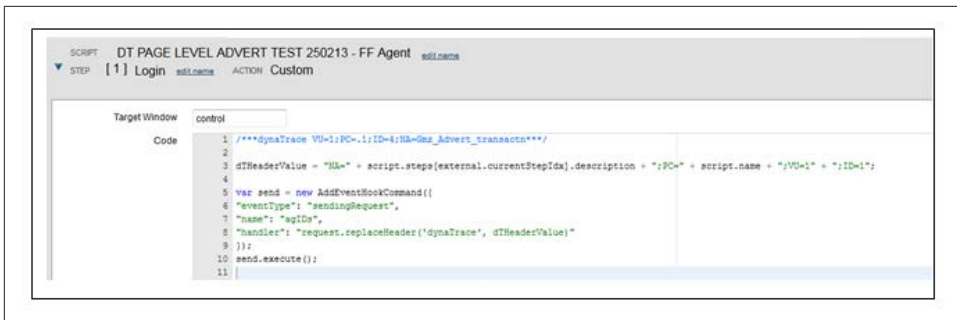 SCRIPT DT PAGE LEVEL ADVERT TEST 250213 - FF Agent edit name
STEP [ 1 ] Login edit name ACTION Custom
Target Window control
Code
1 /***dynaTrace VU=1;PC=.1;ID=4;NA=Gms_Advert_transactn***/
2
3 dTHeaderValue = "NA=" + script.steps[external.currentStepIdx].description + ";PC=" + script.name + ";VU=1" + ";ID=1";
4
5 var send = new AddEventHookCommand({
6 "eventType": "sendingRequest",
7 "name": "agIDs",
8 "handler": "request.replaceHeader('dynaTrace', dTHeaderValue)"
9 });
10 send.execute();
11